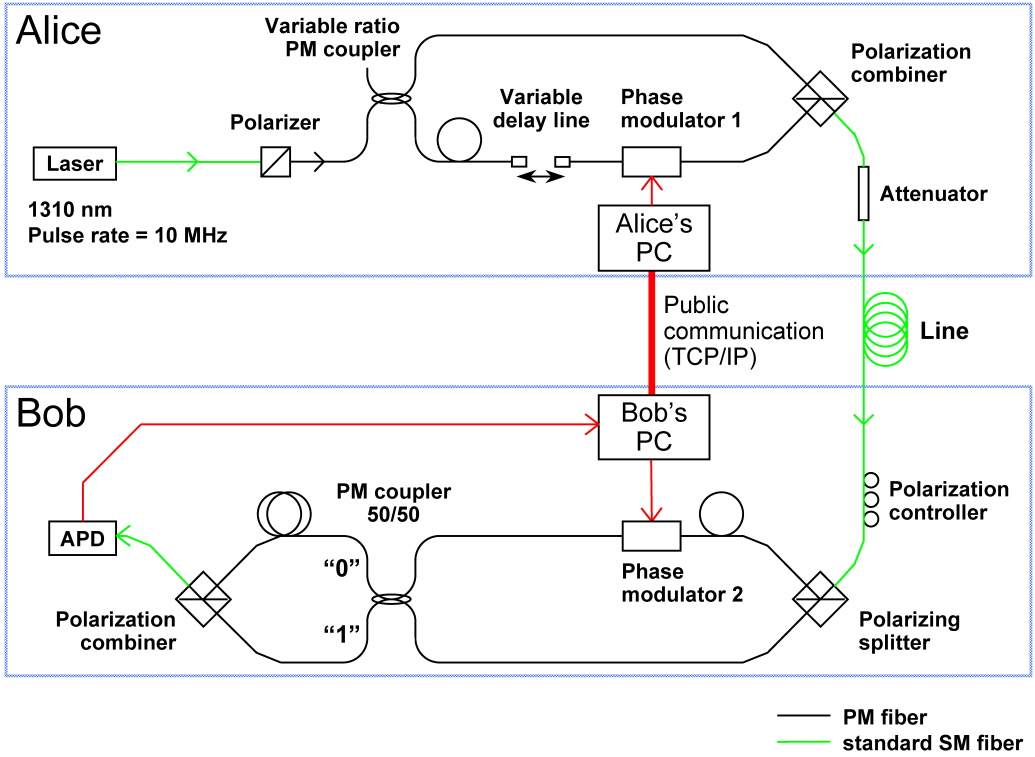 Alice
Variable ratio
PM coupler
Polarization
combiner
Variable
delay line
Phase
modulator 1
Polarizer
Laser
Attenuator
1310 nm
Pulse rate = 10 MHz
Alice’s
PC
Public
communication
(TCP/IP)
Line
Bob
Bob’s
PC
PM coupler
50/50
Polarization
controller
APD
“0”
Phase
modulator 2
Polarization
combiner
“1”
Polarizing
splitter
PM fiber
standard SM fiber